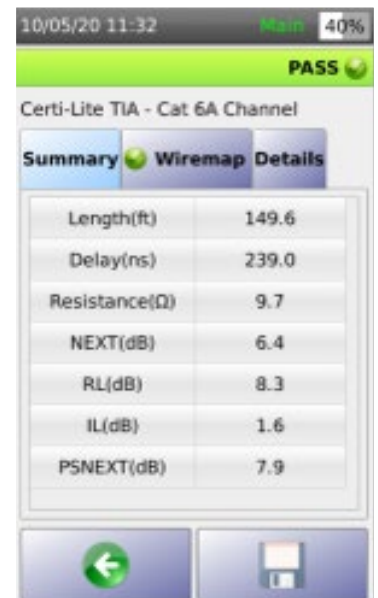 10/05/20 11:32 Main 40%
PASS
Certi-Lite TIA - Cat 6A Channel
Summary Wiremap Details
Length(ft) 149.6
Delay(ns) 239.0
Resistance(Ω) 9.7
NEXT(dB) 6.4
RL(dB) 8.3
IL(dB) 1.6
PSNEXT(dB) 7.9